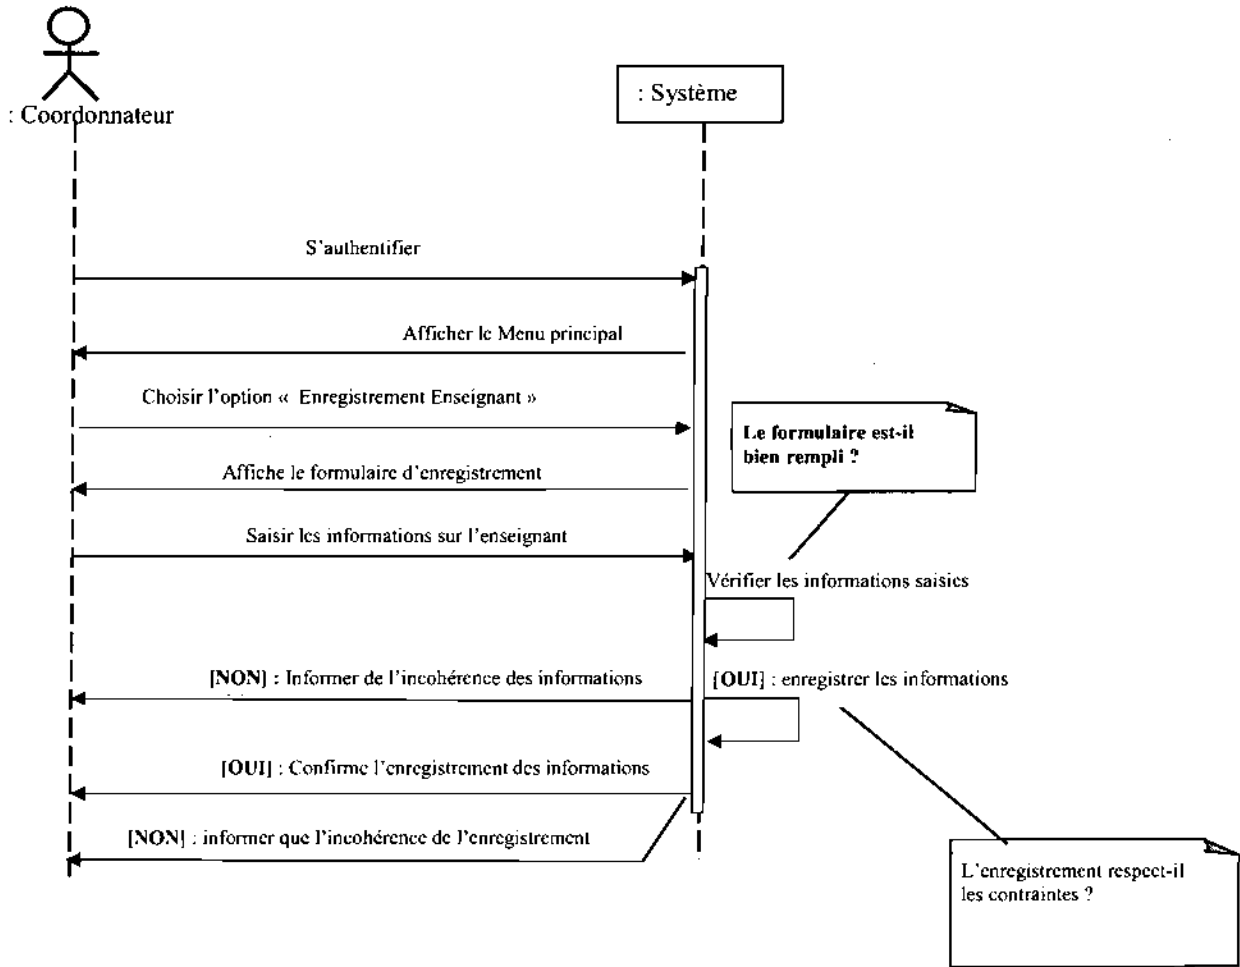 : Coordonnateur
: Système
S'authentifier
Afficher le Menu principal
Choisir l'option « Enregistrement Enseignant »
Le formulaire est-il
bien rempli ?
Affiche le formulaire d'enregistrement
Saisir les informations sur l'enseignant
Vérifier les informations saisies
[NON] : Informer de l'incohérence des informations
[OUI] : enregistrer les informations
[OUI] : Confirme l'enregistrement des informations
[NON] : informer que l'incohérence de l'enregistrement
L'enregistrement respect-il
les contraintes ?